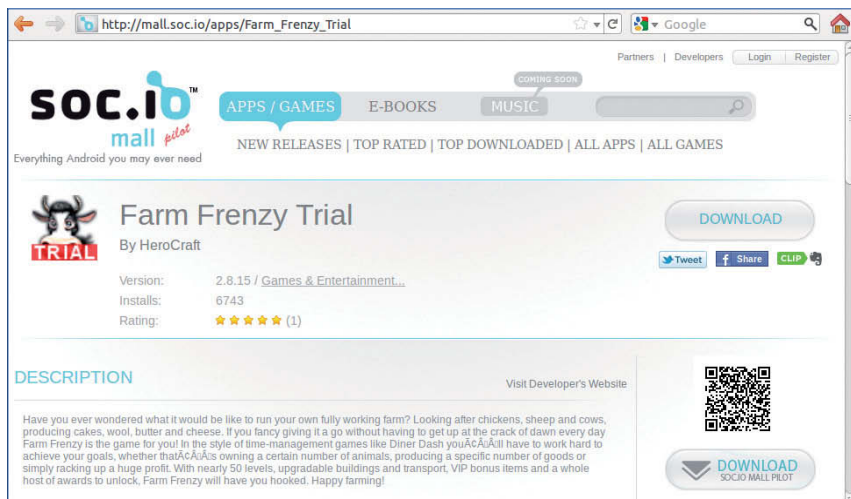 http://mall.soc.io/apps/Farm_Frenzy_Trial
Google
Partners | Developers Login Register
COMING SOON
soc.io™
mall pilot
Everything Android you may ever need
APPS / GAMES E-BOOKS MUSIC
NEW RELEASES | TOP RATED | TOP DOWNLOADED | ALL APPS | ALL GAMES
TRIAL
Farm Frenzy Trial
By HeroCraft
DOWNLOAD
Tweet f Share CLIP
Version: 2.8.15 / Games & Entertainment...
Installs: 6743
Rating: (1)
DESCRIPTION
Visit Developer's Website
Have you ever wondered what it would be like to run your own fully working farm? Looking after chickens, sheep and cows,
producing cakes, wool, butter and cheese. If you fancy giving it a go without having to get up at the crack of dawn every day
Farm Frenzy is the game for you! In the style of time-management games like Diner Dash youÃ¢ÂĩÂĩll have to work hard to
achieve your goals, whether thatÃ¢ÂĩÂĩs owning a certain number of animals, producing a specific number of goods or
simply racking up a huge profit. With nearly 50 levels, upgradable buildings and transport, VIP bonus items and a whole
host of awards to unlock, Farm Frenzy will have you hooked. Happy farming!
DOWNLOAD
SOCIO MALL PILOT